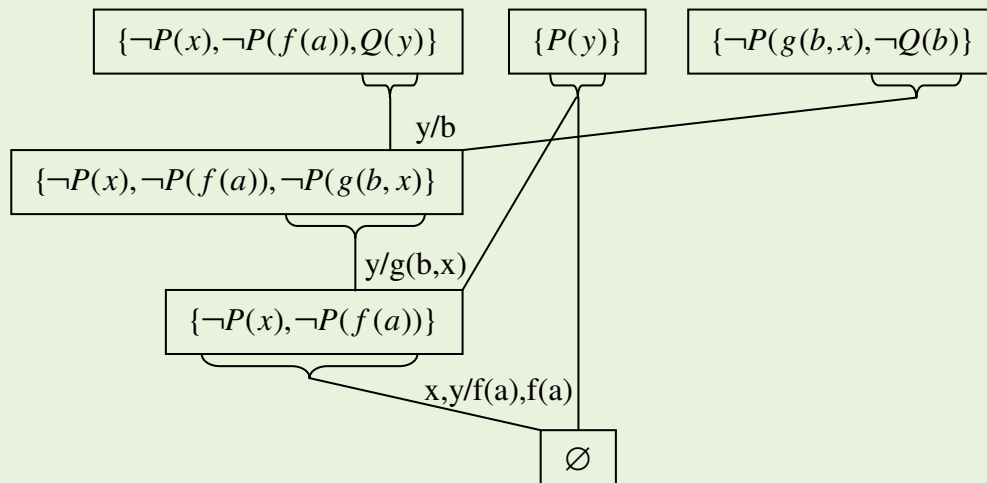 {¬P(x),¬P(f(a)),Q(y)} {P(y)} {¬P(g(b,x),¬Q(b)}
y/b
{¬P(x),¬P(f(a)),¬P(g(b,x)}
y/g(b,x)
{¬P(x),¬P(f(a))}
x,y/f(a),f(a)
∅